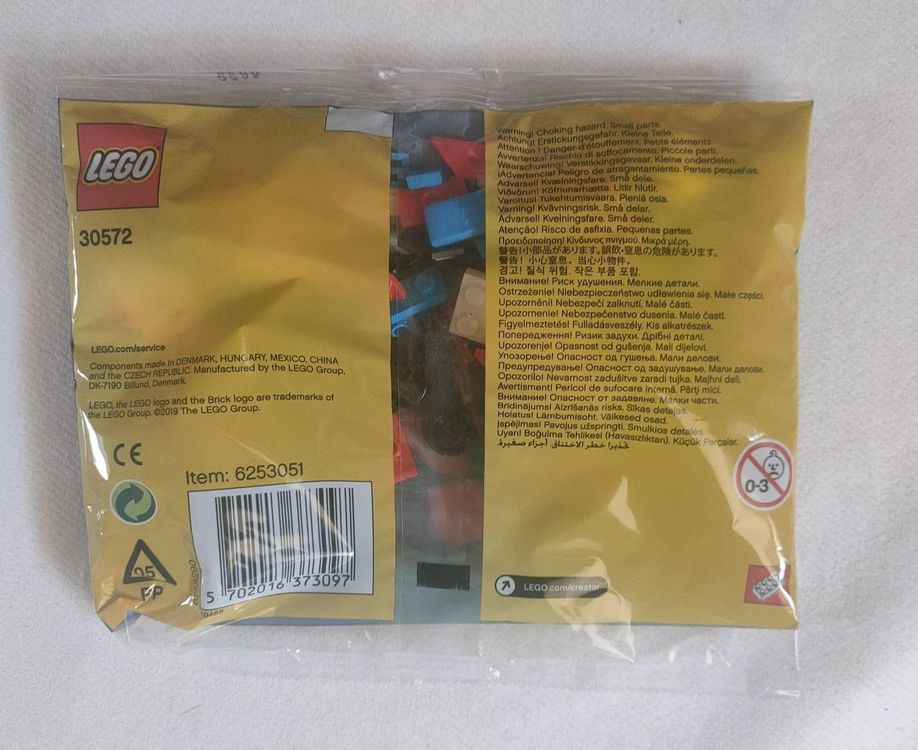 LEGO
30572
LEGO.com/service
Components made in DENMARK, HUNGARY, MEXICO, CHINA
and the CZECH REPUBLIC. Manufactured by the LEGO Group,
DK-7190 Billund, Denmark.
LEGO, the LEGO logo and the Brick logo are trademarks of
the LEGO Group. ©2019 The LEGO Group.
CE
Item: 6253051
5 702016 373097
05
PP
Warning! Choking hazard. Small parts.
Achtung! Erstickungsgefahr. Kleine Teile.
Attention ! Danger d'étouffement. Petits éléments.
Avvertenza! Rischio di soffocamento. Piccole parti.
Waarschuwing! Verstikkingsgevaar. Kleine onderdelen.
¡Advertencia! Peligro de atragantamiento. Partes pequeñas.
Advarsel! Kvælningsfare. Små dele.
Viðvörun! Köfnunarhætta. Litlir hlutir.
Varoitus! Tukehtumisvaara. Pieniä osia.
Varning! Kvävningsrisk. Små delar.
Advarsel! Kvelningsfare. Små deler.
Atenção! Risco de asfixia. Pequenas partes.
Προειδοποίηση! Κίνδυνος πνιγμού. Μικρά μέρη.
警告!小部品があります。誤飲・窒息の危険があります。
警告！小心窒息。当心小物件。
경고! 질식 위험. 작은 부품 포함.
Внимание! Риск удушения. Мелкие детали.
Ostrzeżenie! Niebezpieczeństwo udławienia się. Małe części.
Upozornění! Nebezpečí zalknutí. Malé části.
Upozornenie! Nebezpečenstvo dusenia. Malé časti.
Figyelmeztetés! Fulladásveszély. Kis alkatrészek.
Попередження! Ризик задухи. Дрібні деталі.
Upozorenje! Opasnost od gušenja. Mali dijelovi.
Упозорење! Опасност од гушења. Мали делови.
Предупредување! Опасност од задушување. Мали делови.
Opozorilo! Nevarnost zadušitve zaradi tujka. Majhni deli.
Avertisment! Pericol de sufocare internă. Părți mici.
Внимание! Опасност от задавяне. Малки части.
Brīdinājums! Aizrīšanās risks. Sīkas detaļas.
Hoiatus! Lämbumisoht. Väikesed osad.
Įspėjimas! Pavojus užspringti. Smulkios detalės.
Uyarı! Boğulma Tehlikesi (Havasızlıktan). Küçük Parçalar.
تحذير! خطر الاختناق. أجزاء صغيرة.
0-3
LEGO.com/creator